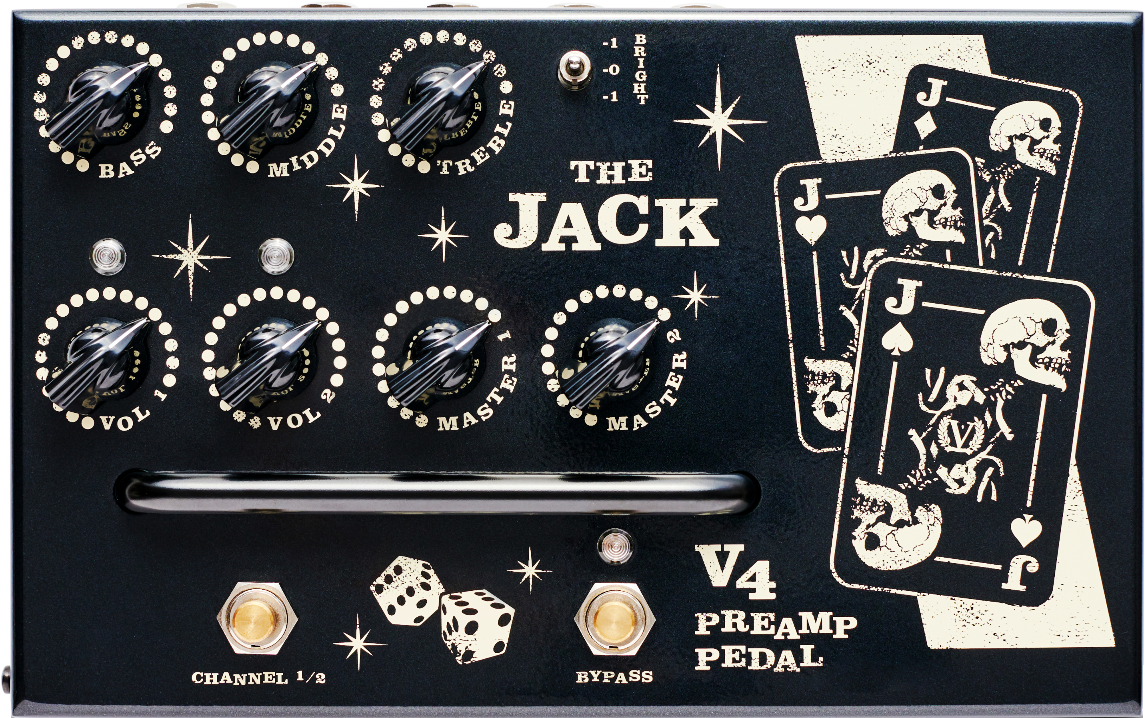 BASS
MIDDLE
TREBLE
-1
-0
-1
BRIGHT
THE
JACK
J
J
J
VOL 1
VOL 2
MASTER 1
MASTER 2
V
J
V4
PREAMP
PEDAL
CHANNEL 1/2
BYPASS